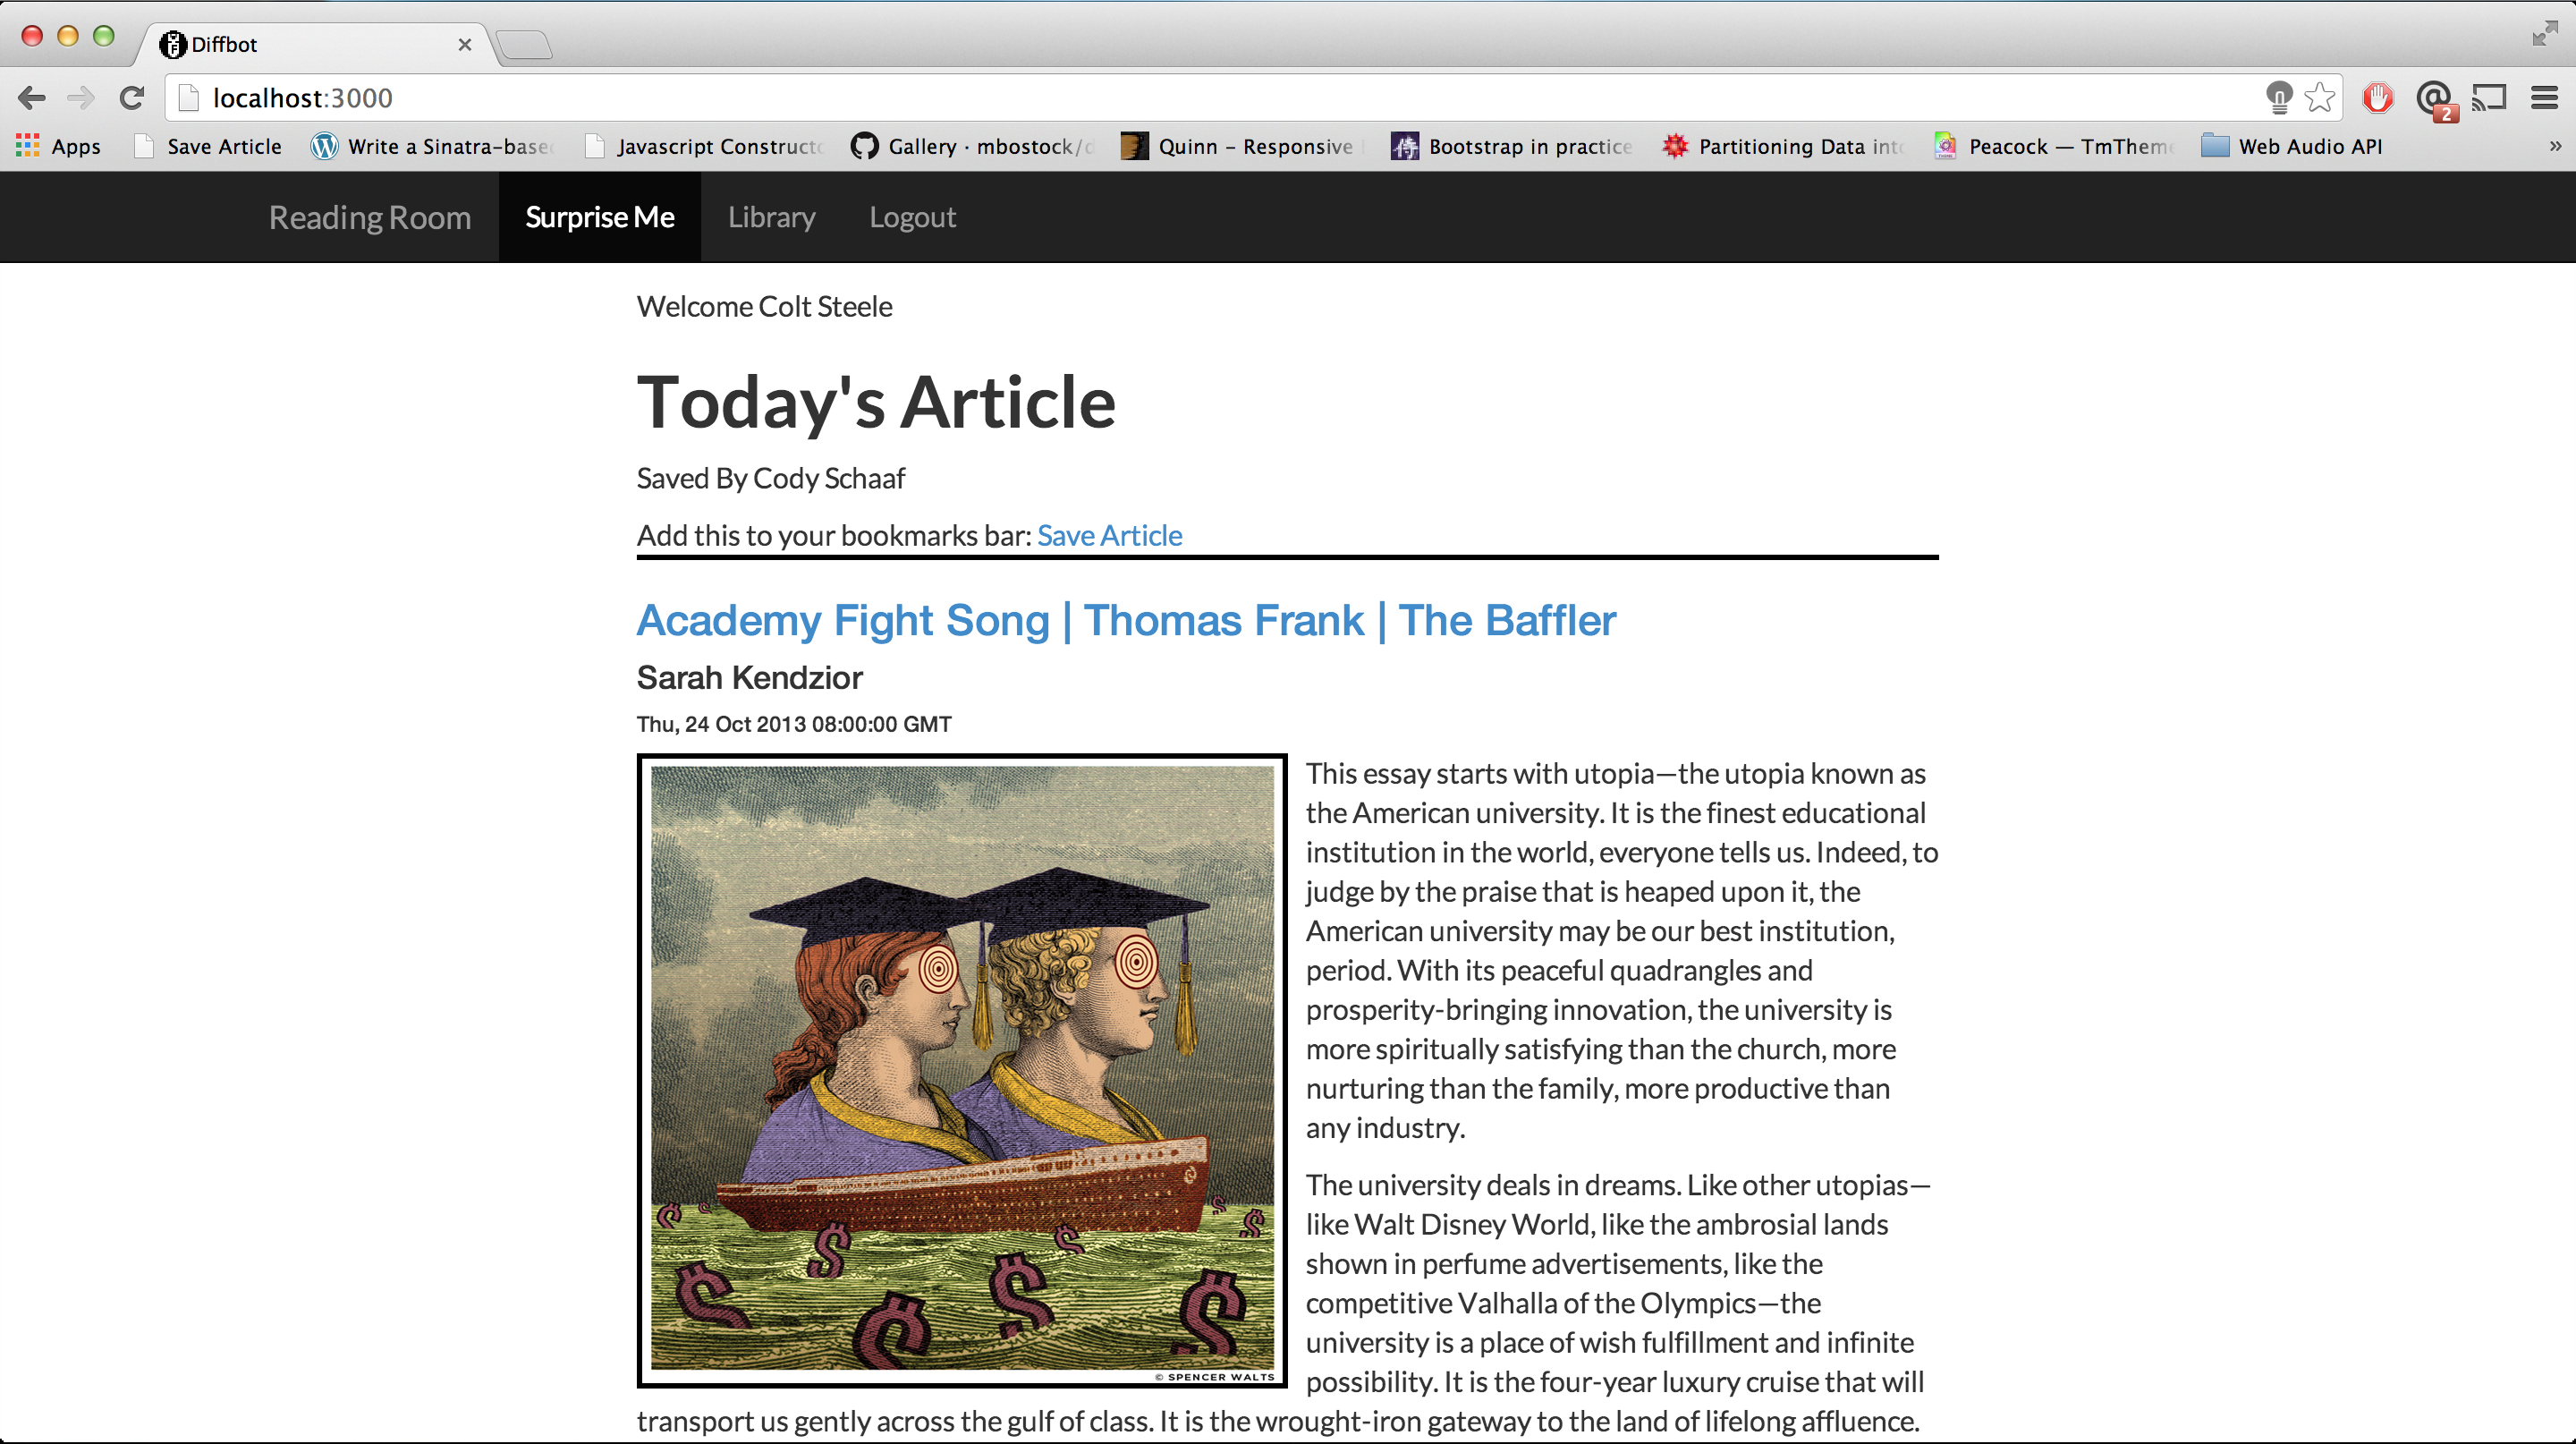 Diffbot
localhost:3000
Apps Save Article Write a Sinatra-base Javascript Constructo Gallery · mbostock/d Quinn – Responsive Bootstrap in practice Partitioning Data into Peacock — TmTheme Web Audio API »
2
Reading Room Surprise Me Library Logout
Welcome Colt Steele
Today's Article
Saved By Cody Schaaf
Add this to your bookmarks bar: Save Article
Academy Fight Song | Thomas Frank | The Baffler
Sarah Kendzior
Thu, 24 Oct 2013 08:00:00 GMT
This essay starts with utopia—the utopia known as
the American university. It is the finest educational
institution in the world, everyone tells us. Indeed, to
judge by the praise that is heaped upon it, the
American university may be our best institution,
period. With its peaceful quadrangles and
prosperity-bringing innovation, the university is
more spiritually satisfying than the church, more
nurturing than the family, more productive than
any industry.
The university deals in dreams. Like other utopias—
like Walt Disney World, like the ambrosial lands
shown in perfume advertisements, like the
competitive Valhalla of the Olympics—the
university is a place of wish fulfillment and infinite
possibility. It is the four-year luxury cruise that will
© SPENCER WALTS
transport us gently across the gulf of class. It is the wrought-iron gateway to the land of lifelong affluence.